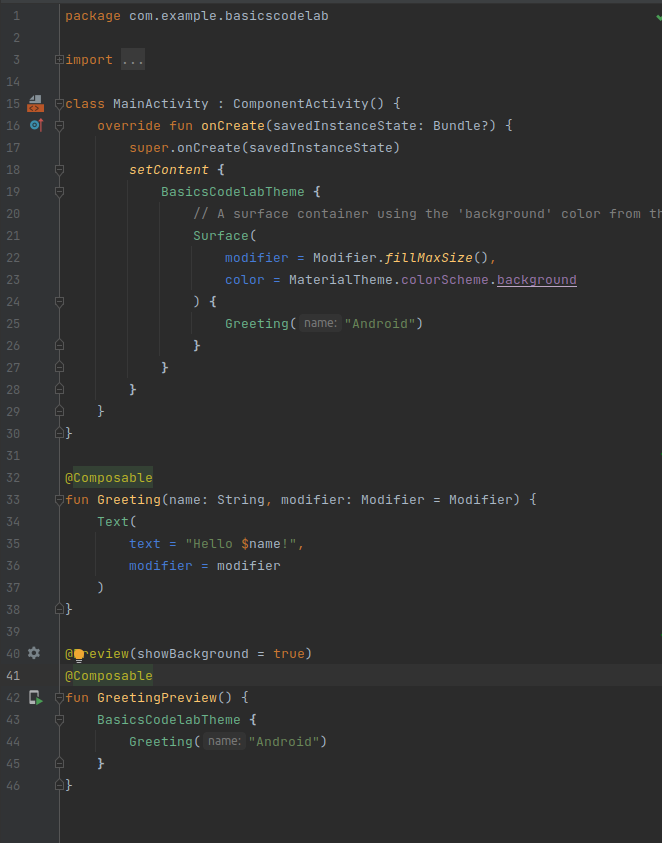 1 package com.example.basicscodelab
2
3 import ...
14
15 class MainActivity : ComponentActivity() {
16     override fun onCreate(savedInstanceState: Bundle?) {
17         super.onCreate(savedInstanceState)
18         setContent {
19             BasicsCodelabTheme {
20                 // A surface container using the 'background' color from
21                 Surface(
22                     modifier = Modifier.fillMaxSize(),
23                     color = MaterialTheme.colorScheme.background
24                 ) {
25                     Greeting( name: "Android")
26                 }
27             }
28         }
29     }
30 }
31
32 @Composable
33 fun Greeting(name: String, modifier: Modifier = Modifier) {
34     Text(
35         text = "Hello $name!",
36         modifier = modifier
37     )
38 }
39
40 @Preview(showBackground = true)
41 @Composable
42 fun GreetingPreview() {
43     BasicsCodelabTheme {
44         Greeting( name: "Android")
45     }
46 }